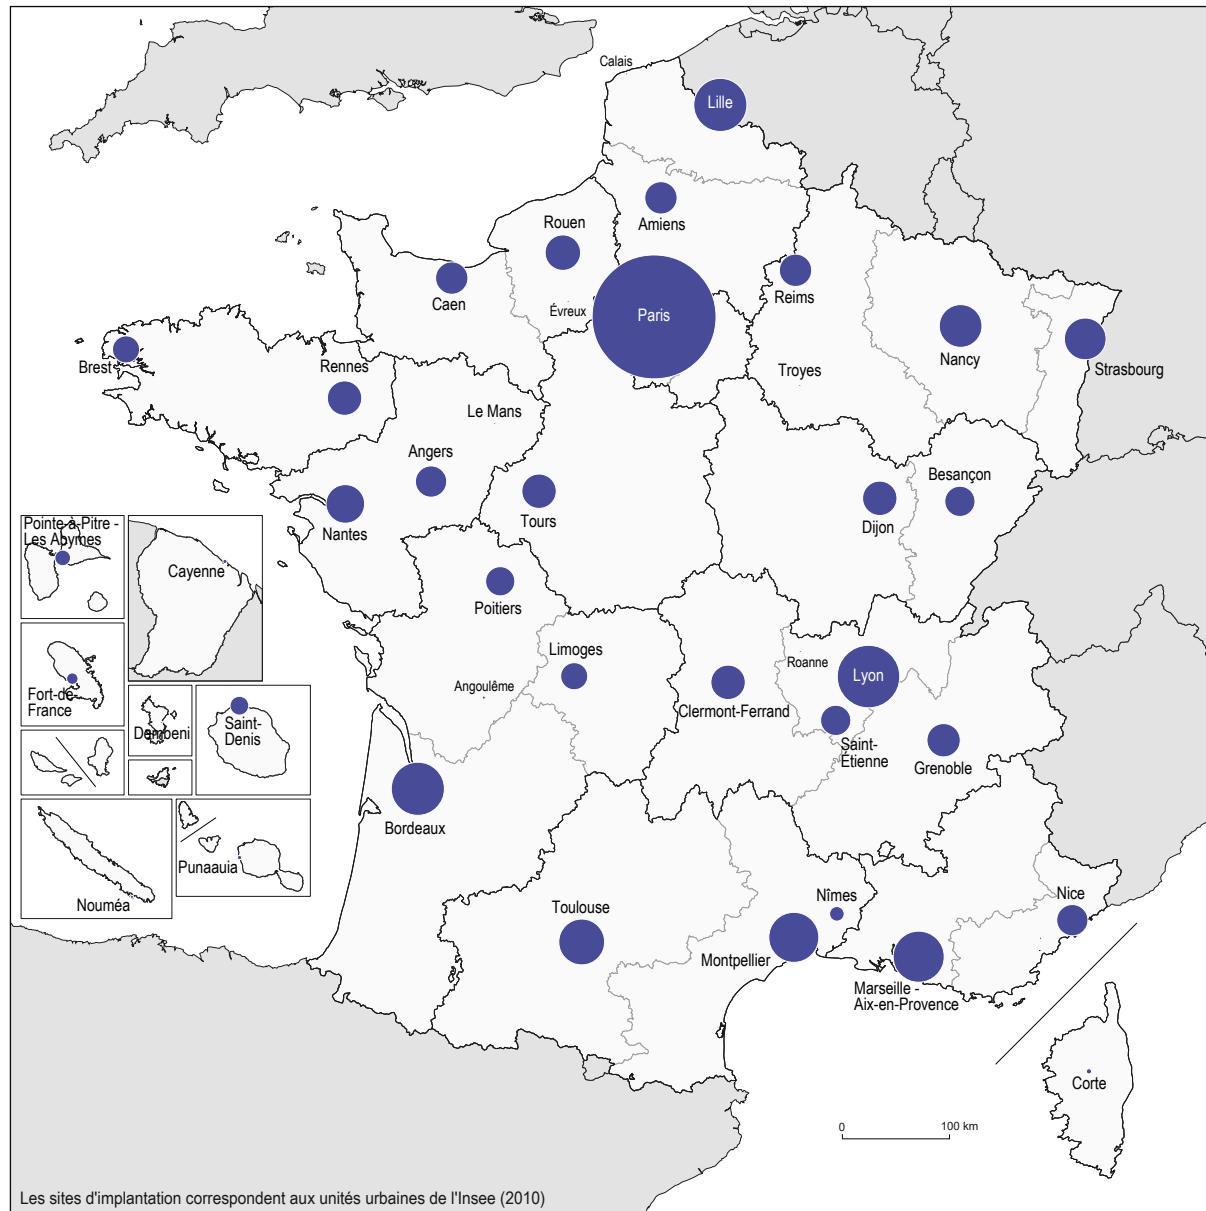 Calais
Lille
Amiens
Rouen
Caen
Évreux
Paris
Reims
Nancy
Strasbourg
Troyes
Brest
Rennes
Le Mans
Angers
Nantes
Tours
Dijon
Besançon
Pointe-à-Pitre -
Les Abymes
Cayenne
Poitiers
Limoges
Angoulême
Clermont-Ferrand
Roanne
Lyon
Saint-
Étienne
Grenoble
Fort-de-
France
Dembeni
Saint-
Denis
Bordeaux
Punaauia
Nouméa
Toulouse
Montpellier
Nîmes
Nice
Marseille -
Aix-en-Provence
Corte
0 100 km
Les sites d'implantation correspondent aux unités urbaines de l'Insee (2010)